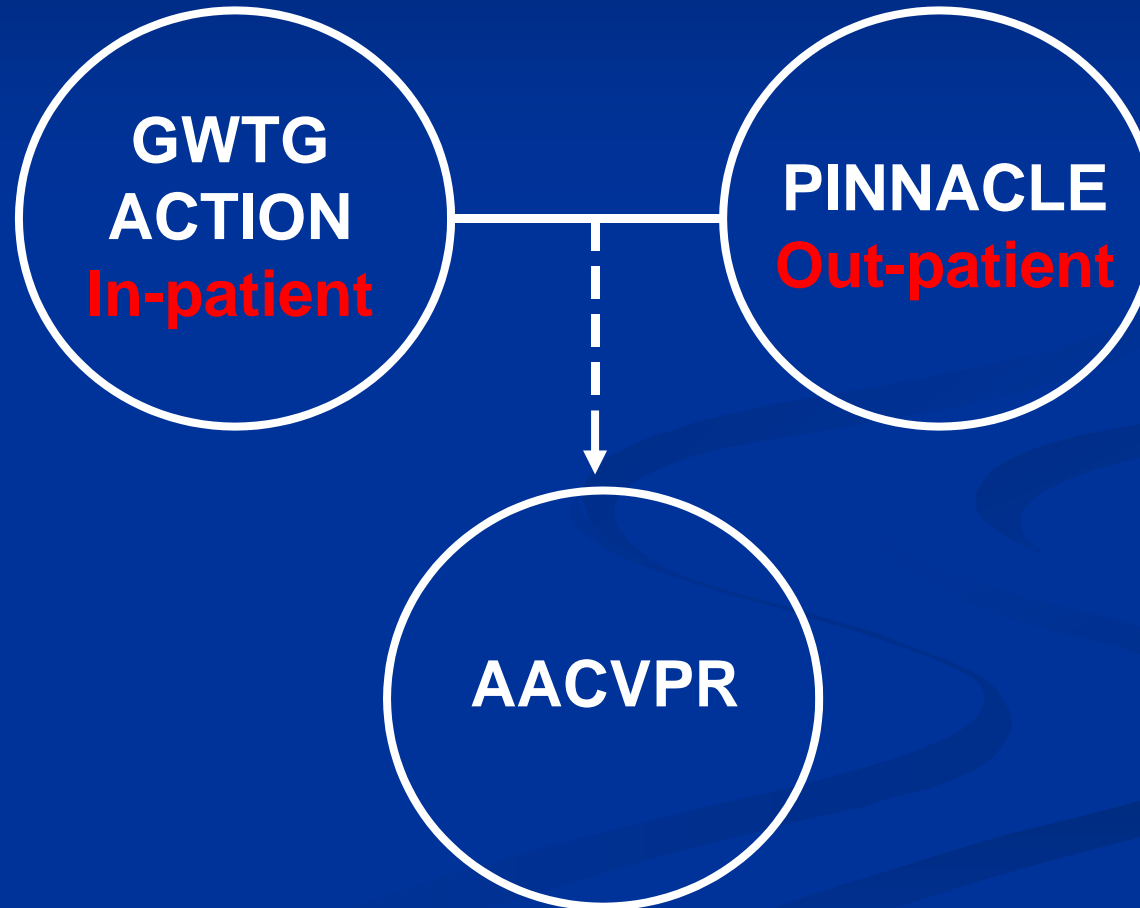 GWTG
ACTION
In-patient
PINNACLE
Out-patient
AACVPR